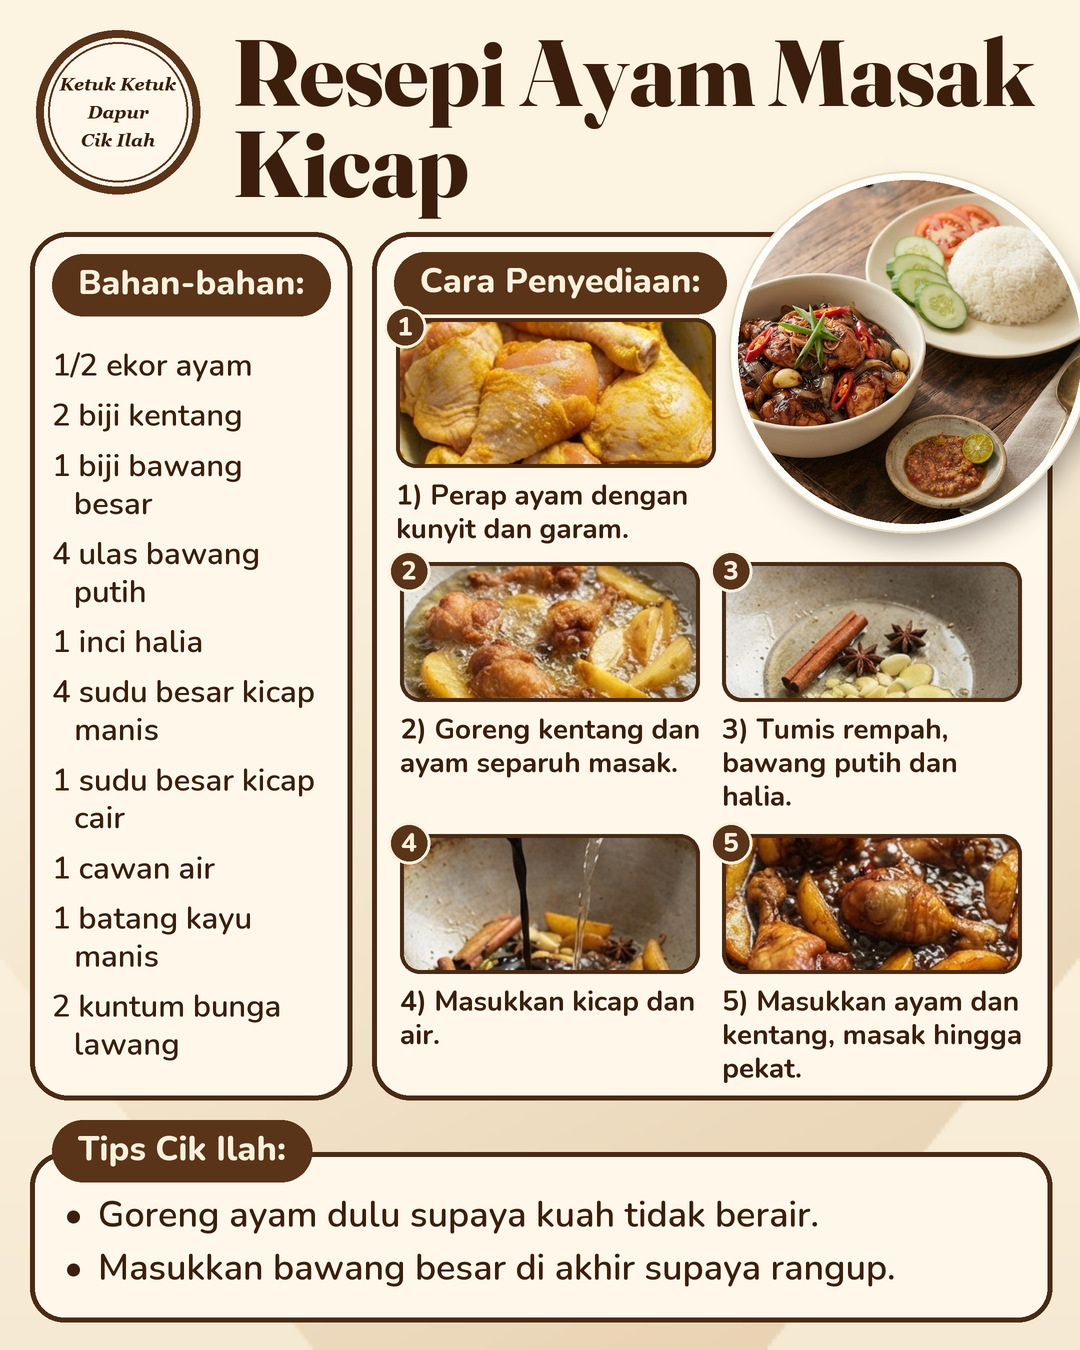 Ketuk Ketuk
Dapur
Cik Ilah
Resepi Ayam Masak
Kicap
Bahan-bahan:
1/2 ekor ayam
2 biji kentang
1 biji bawang
besar
4 ulas bawang
putih
1 inci halia
4 sudu besar kicap
manis
1 sudu besar kicap
cair
1 cawan air
1 batang kayu
manis
2 kuntum bunga
lawang
Cara Penyediaan:
1
1) Perap ayam dengan
kunyit dan garam.
2
2) Goreng kentang dan
ayam separuh masak.
3
3) Tumis rempah,
bawang putih dan
halia.
4
4) Masukkan kicap dan
air.
5
5) Masukkan ayam dan
kentang, masak hingga
pekat.
Tips Cik Ilah:
• Goreng ayam dulu supaya kuah tidak berair.
• Masukkan bawang besar di akhir supaya rangup.